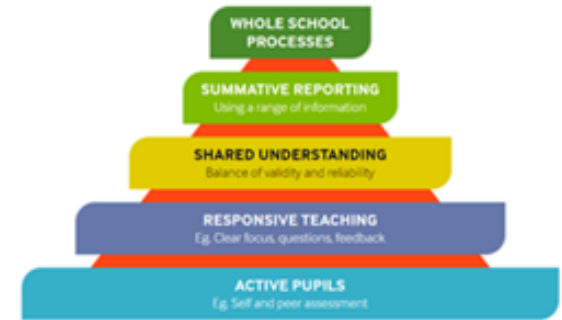 WHOLE SCHOOL
PROCESSES
SUMMATIVE REPORTING
Using a range of information
SHARED UNDERSTANDING
Balance of validity and reliability
RESPONSIVE TEACHING
Eg. Clear focus, questions, feedback
ACTIVE PUPILS
Eg. Self and peer assessment